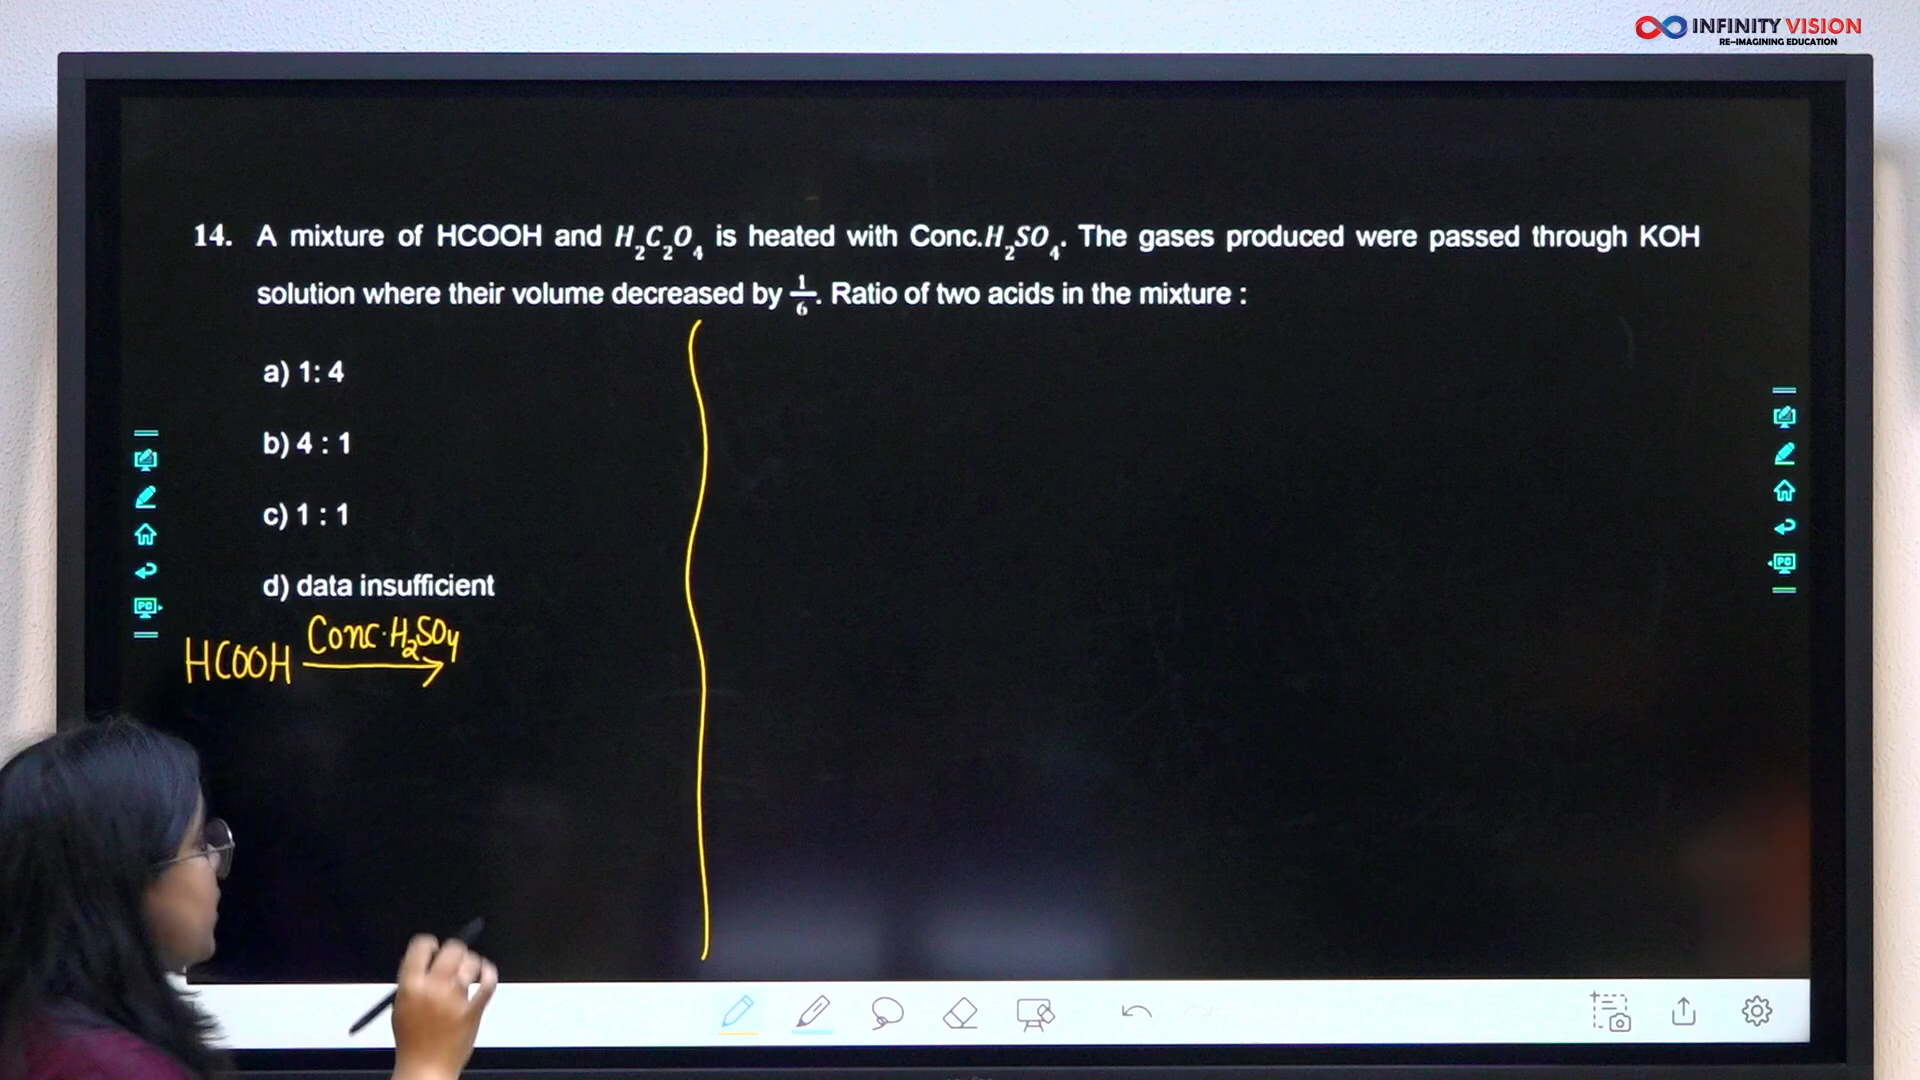 INFINITY VISION
RE-IMAGINING EDUCATION
14. A mixture of HCOOH and H₂C₂O₄ is heated with Conc.H₂SO₄. The gases produced were passed through KOH
solution where their volume decreased by 1/6. Ratio of two acids in the mixture :
a) 1: 4
b) 4 : 1
c) 1 : 1
d) data insufficient
HCOOH Conc·H₂SO₄ →
PC
PC